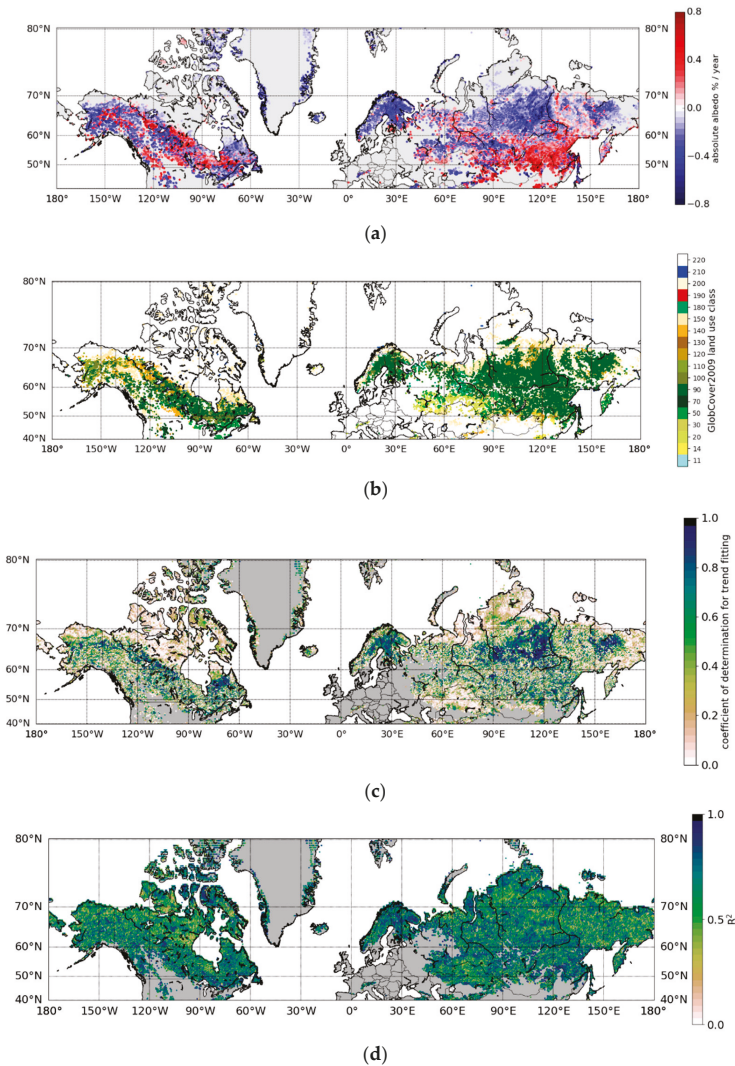 0.8
80°N
70°N
60°N
50°N
180° 150°W 120°W 90°W 60°W 30°W 0° 30°E 60°E 90°E 120°E 150°E 180°
0.4
0.0
−0.4
−0.8
absolute albedo % / year
(a)
80°N
70°N
60°N
50°N
40°N
180° 150°W 120°W 90°W 60°W 30°W 0° 30°E 60°E 90°E 120°E 150°E 180°
220
210
200
190
180
150
140
130
120
110
100
90
70
50
30
20
14
11
GlobCover2009 land use class
(b)
80°N
70°N
60°N
50°N
40°N
180° 150°W 120°W 90°W 60°W 30°W 0° 30°E 60°E 90°E 120°E 150°E 180°
1.0
0.8
0.6
0.4
0.2
0.0
coefficient of determination for trend fitting
(c)
80°N 80°N
70°N 70°N
60°N 60°N
50°N 50°N
40°N 40°N
180° 150°W 120°W 90°W 60°W 30°W 0° 30°E 60°E 90°E 120°E 150°E 180°
1.0
0.5
0.0
R²
(d)